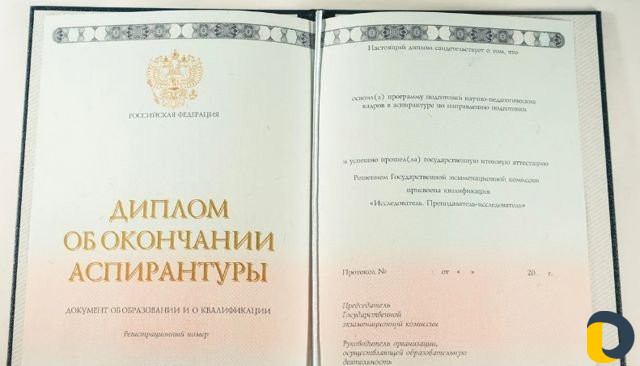 РОССИЙСКАЯ ФЕДЕРАЦИЯ
ДИПЛОМ
ОБ ОКОНЧАНИИ
АСПИРАНТУРЫ
ДОКУМЕНТ ОБ ОБРАЗОВАНИИ И О КВАЛИФИКАЦИИ
Регистрационный номер
Настоящий диплом свидетельствует о том, что
освоил(а) программу подготовки научно-педагогических
кадров в аспирантуре по направлению подготовки
и успешно прошел(ла) государственную итоговую аттестацию
Решением Государственной экзаменационной комиссии
присвоена квалификация
«Исследователь. Преподаватель-исследователь»
Протокол № от « » 20 г.
Председатель
Государственной
экзаменационной комиссии
Руководитель организации,
осуществляющей образовательную
деятельность